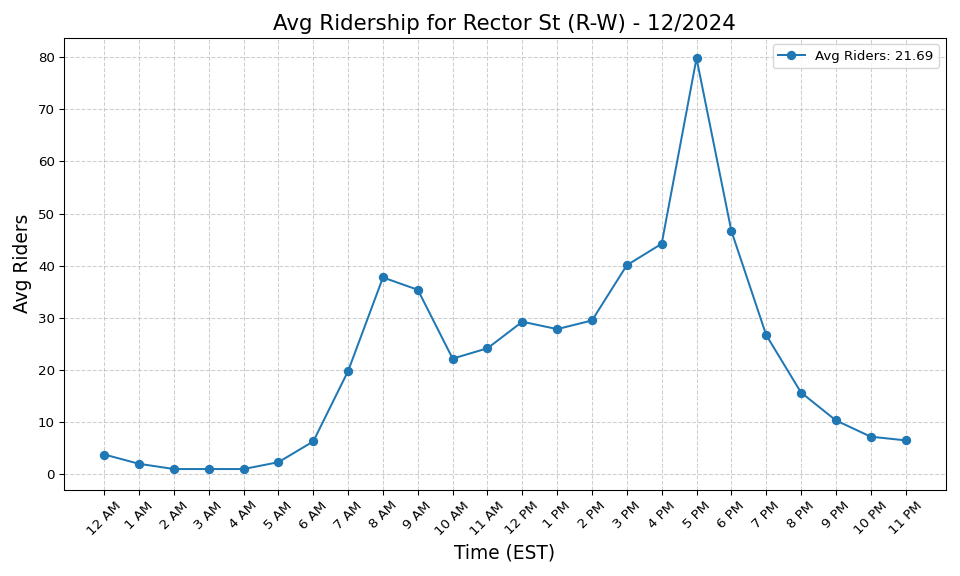 Avg Ridership for Rector St (R-W) - 12/2024
Avg Riders: 21.69
Avg Riders
80
70
60
50
40
30
20
10
0
12 AM
1 AM
2 AM
3 AM
4 AM
5 AM
6 AM
7 AM
8 AM
9 AM
10 AM
11 AM
12 PM
1 PM
2 PM
3 PM
4 PM
5 PM
6 PM
7 PM
8 PM
9 PM
10 PM
11 PM
Time (EST)